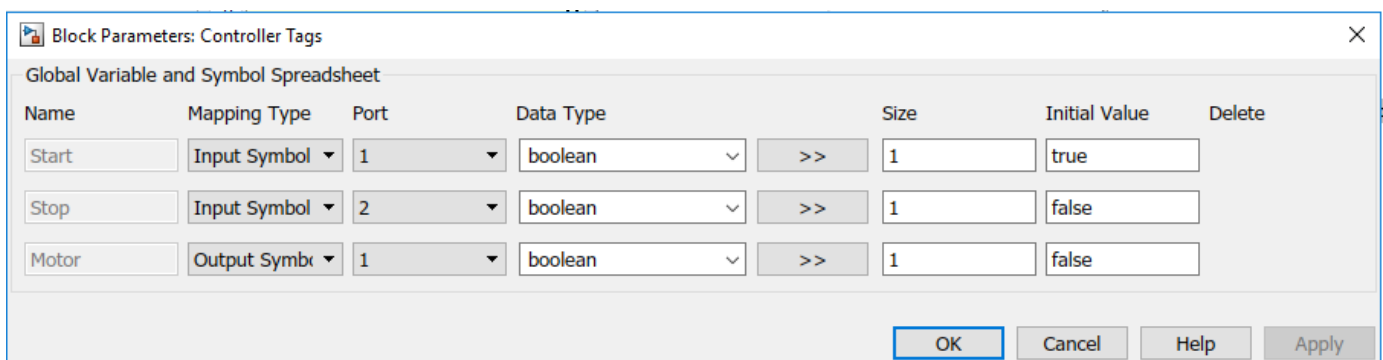 Block Parameters: Controller Tags
Global Variable and Symbol Spreadsheet
Name Mapping Type Port Data Type Size Initial Value Delete
Start Input Symbol 1 boolean >> 1 true
Stop Input Symbol 2 boolean >> 1 false
Motor Output Symbo 1 boolean >> 1 false
OK Cancel Help Apply